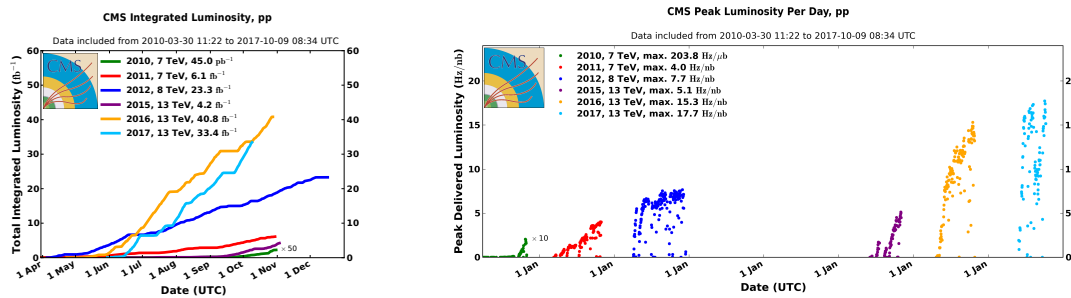 CMS Integrated Luminosity, pp
Data included from 2010-03-30 11:22 to 2017-10-09 08:34 UTC
CMS
2010, 7 TeV, 45.0 pb⁻¹
2011, 7 TeV, 6.1 fb⁻¹
2012, 8 TeV, 23.3 fb⁻¹
2015, 13 TeV, 4.2 fb⁻¹
2016, 13 TeV, 40.8 fb⁻¹
2017, 13 TeV, 33.4 fb⁻¹
Total Integrated Luminosity (fb⁻¹)
60
50
40
30
20
10
0
60
50
40
30
20
10
0
× 50
1 Apr
1 May
1 Jun
1 Jul
1 Aug
1 Sep
1 Oct
1 Nov
1 Dec
Date (UTC)
CMS Peak Luminosity Per Day, pp
Data included from 2010-03-30 11:22 to 2017-10-09 08:34 UTC
CMS
2010, 7 TeV, max. 203.8 Hz/μb
2011, 7 TeV, max. 4.0 Hz/nb
2012, 8 TeV, max. 7.7 Hz/nb
2015, 13 TeV, max. 5.1 Hz/nb
2016, 13 TeV, max. 15.3 Hz/nb
2017, 13 TeV, max. 17.7 Hz/nb
Peak Delivered Luminosity (Hz/nb)
20
15
10
5
0
2
1
1
5
0
× 10
1 Jan
1 Jan
1 Jan
1 Jan
1 Jan
1 Jan
1 Jan
Date (UTC)